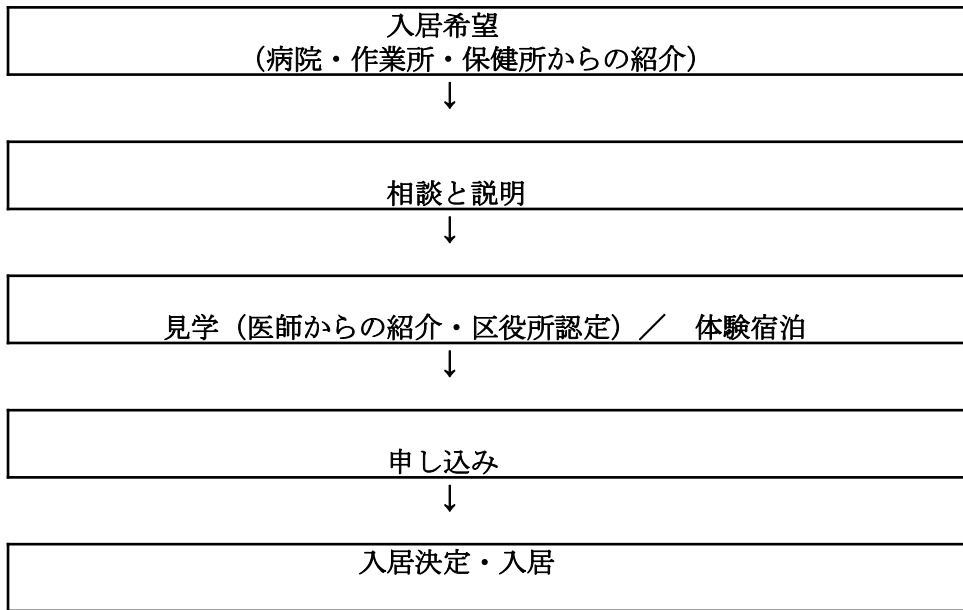 入居希望
（病院・作業所・保健所からの紹介）
↓
相談と説明
↓
見学（医師からの紹介・区役所認定）／　体験宿泊
↓
申し込み
↓
入居決定・入居